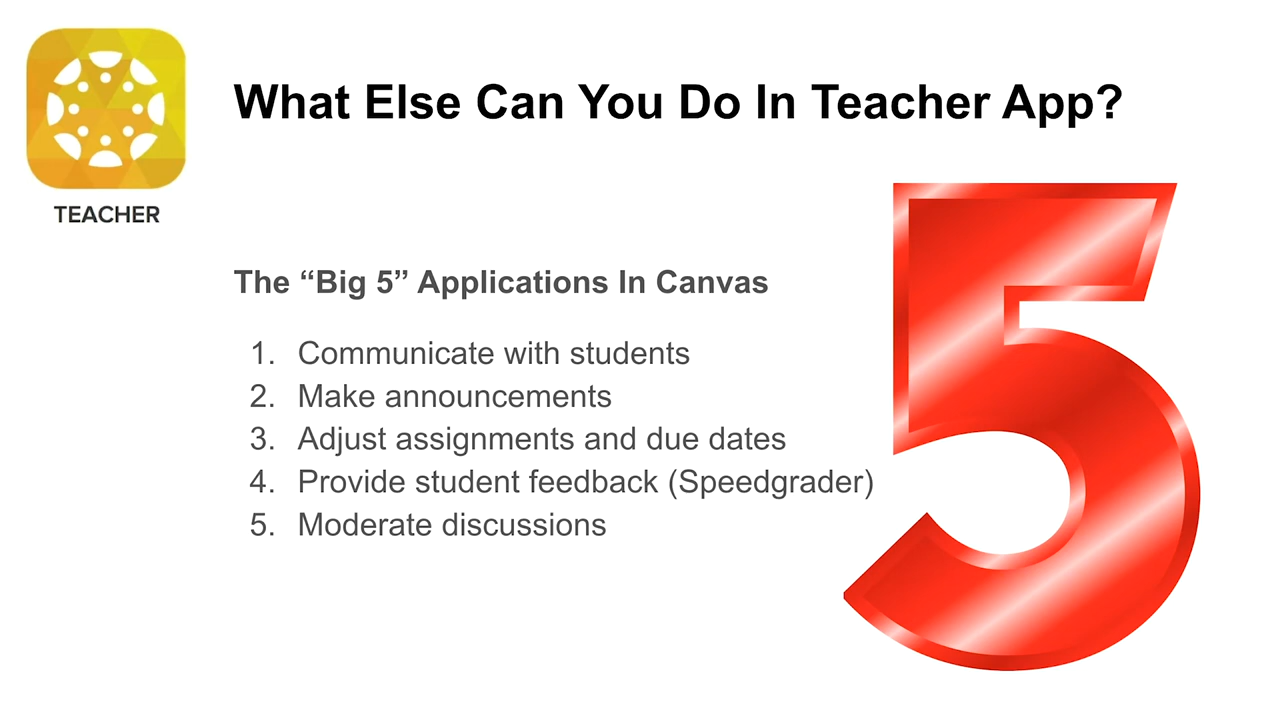 What Else Can You Do In Teacher App?
TEACHER
The “Big 5” Applications In Canvas
1. Communicate with students
2. Make announcements
3. Adjust assignments and due dates
4. Provide student feedback (Speedgrader)
5. Moderate discussions
5